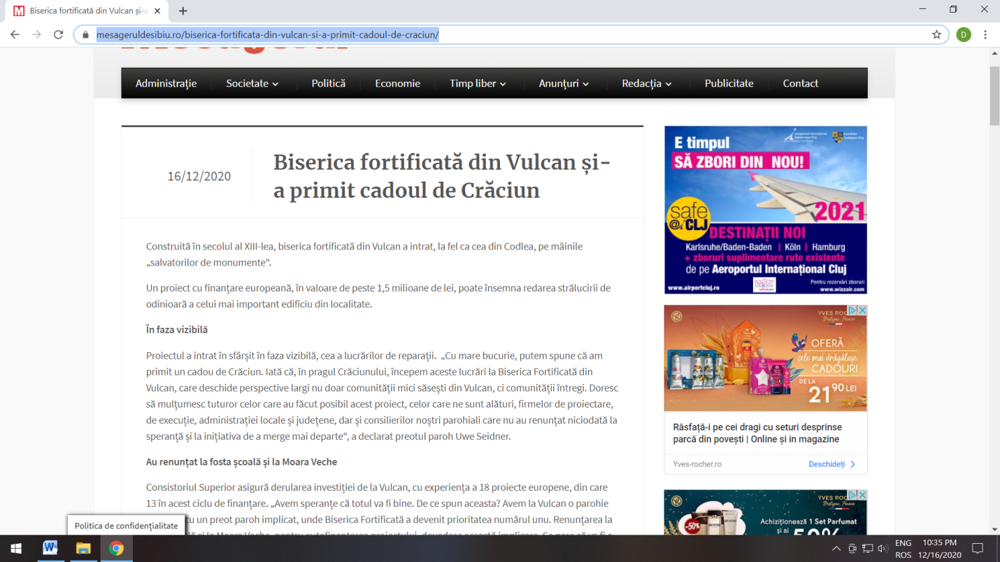 Biserica fortificată din Vulcan și-a
mesageruldesibiu.ro/biserica-fortificata-din-vulcan-si-a-primit-cadoul-de-craciun/
D
Administrație Societate Politică Economie Timp liber Anunțuri Redacția Publicitate Contact
16/12/2020
Biserica fortificată din Vulcan și-
a primit cadoul de Crăciun
Construită în secolul al XIII-lea, biserica fortificată din Vulcan a intrat, la fel ca cea din Codlea, pe mâinile
„salvatorilor de monumente“.
Un proiect cu finanțare europeană, în valoare de peste 1,5 milioane de lei, poate însemna redarea strălucirii de
odinioară a celui mai important edificiu din localitate.
În faza vizibilă
Proiectul a intrat în sfârșit în faza vizibilă, cea a lucrărilor de reparații. „Cu mare bucurie, putem spune că am
primit un cadou de Crăciun. Iată că, în pragul Crăciunului, începem aceste lucrări la Biserica Fortificată din
Vulcan, care deschide perspective largi nu doar comunității mici săsești din Vulcan, ci comunității întregi. Doresc
să mulțumesc tuturor celor care au făcut posibil acest proiect, celor care ne sunt alături, firmelor de proiectare,
de execuție, administrației locale și județene, dar și consilierilor noștri parohiali care nu au renunțat niciodată la
speranță și la inițiativa de a merge mai departe“, a declarat preotul paroh Uwe Seidner.
Au renunțat la fosta școală și la Moara Veche
Consistoriul Superior asigură derularea investiției de la Vulcan, cu experiența a 18 proiecte europene, din care
13 în acest ciclu de finanțare. „Avem speranțe că totul va fi bine. De ce spun aceasta? Avem la Vulcan o parohie
cu un preot paroh implicat, unde Biserica Fortificată a devenit prioritatea numărul unu. Renunțarea la
Politica de confidențialitate
E timpul
SĂ ZBORI DIN NOU!
2021
safe
@ CLJ
DESTINAȚII NOI
Karlsruhe/Baden-Baden | Köln | Hamburg
+ zboruri suplimentare rute existente
de pe Aeroportul Internațional Cluj
www.airportcluj.ro
WIZZ
Pentru rezervări zboruri
www.wizzair.com
OFERĂ
cele mai drăgălașe
CADOURI
DE LA
21,90 LEI
Răsfață-i pe cei dragi cu seturi desprinse
parcă din povești | Online și in magazine
Yves-rocher.ro Deschideți
-50%
Achiziționează 1 Set Parfumat
și ai
50%
ENG
ROS
10:35 PM
12/16/2020